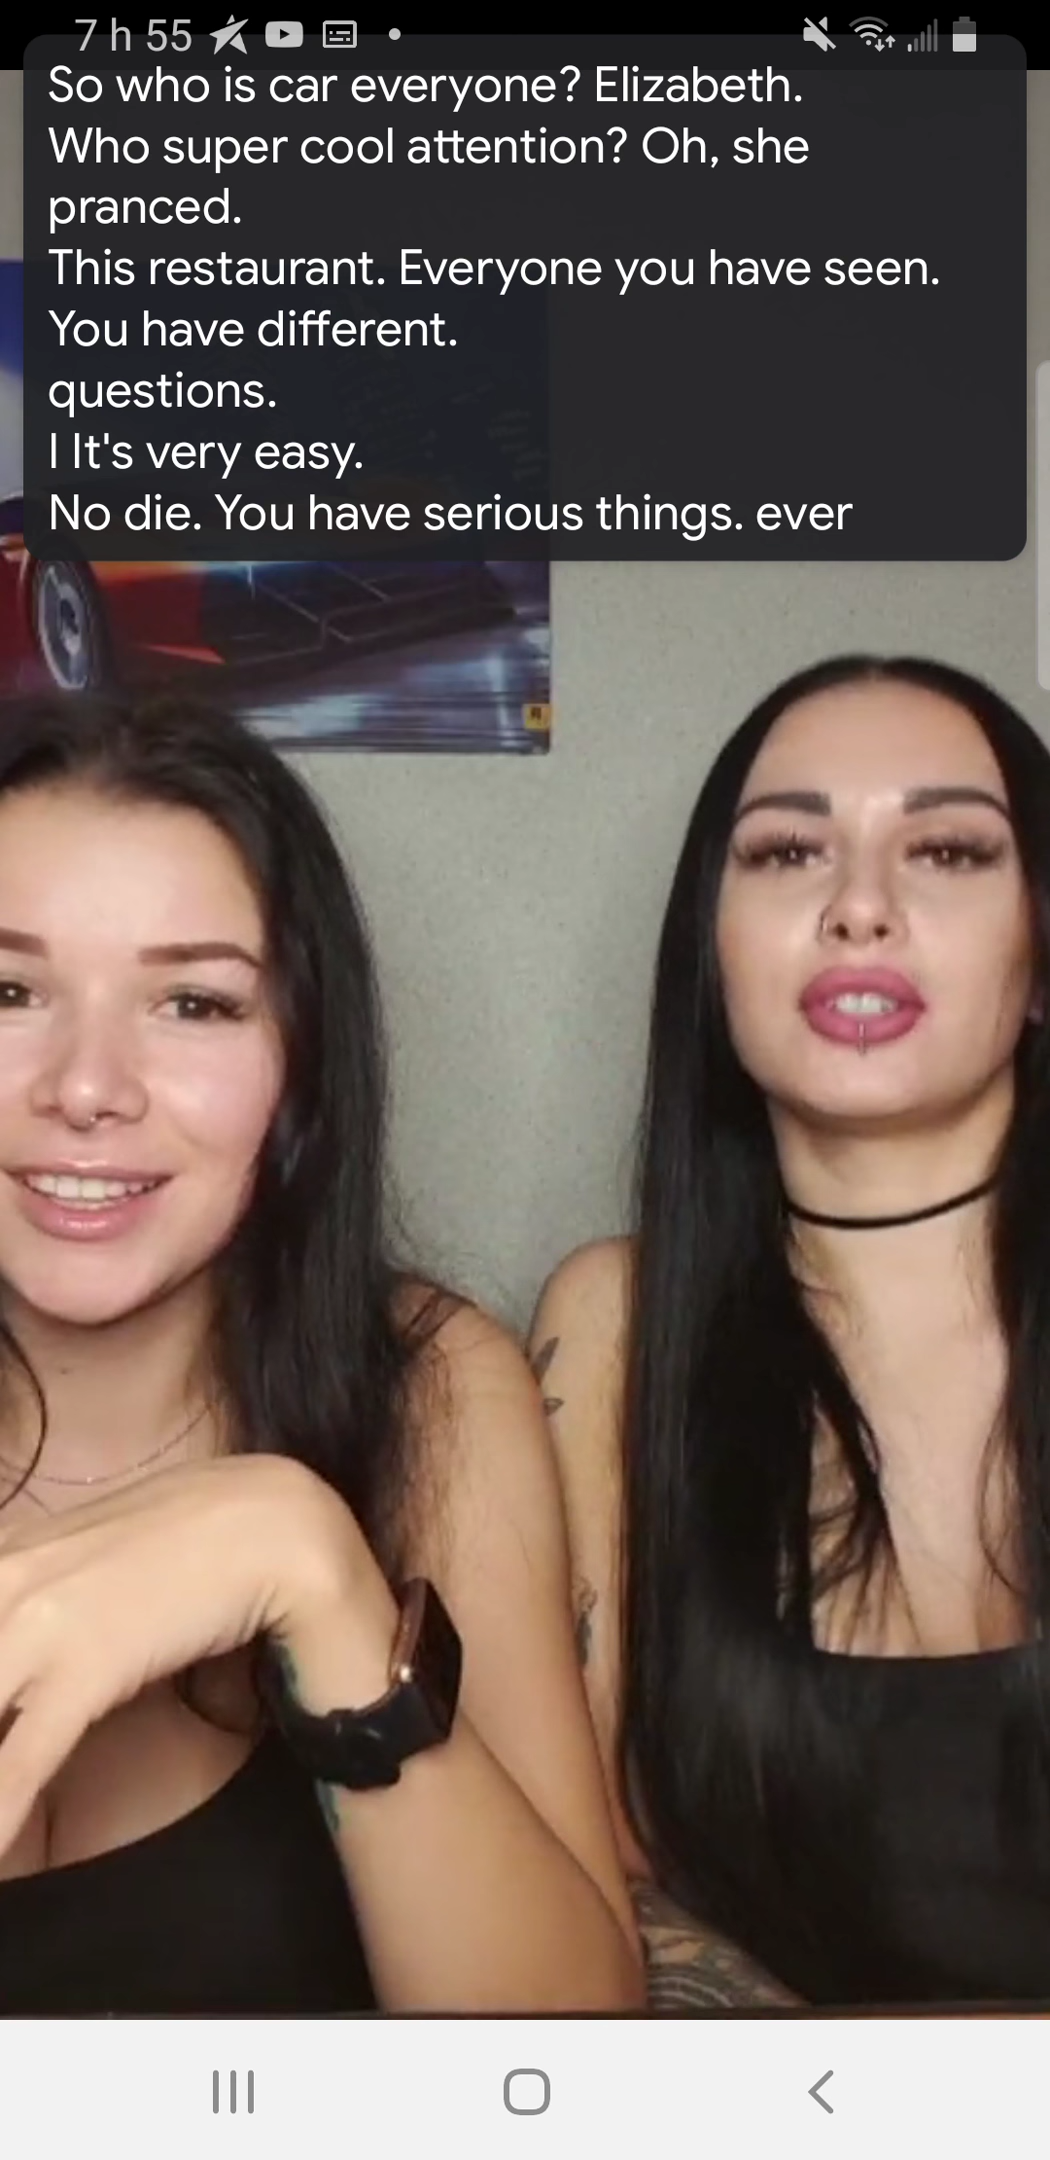 7 h 55
So who is car everyone? Elizabeth.
Who super cool attention? Oh, she
pranced.
This restaurant. Everyone you have seen.
You have different.
questions.
I It's very easy.
No die. You have serious things. ever